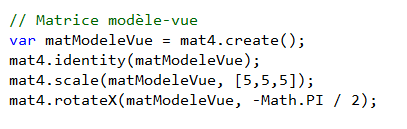 // Matrice modèle-vue
var matModeleVue = mat4.create();
mat4.identity(matModeleVue);
mat4.scale(matModeleVue, [5,5,5]);
mat4.rotateX(matModeleVue, -Math.PI / 2);